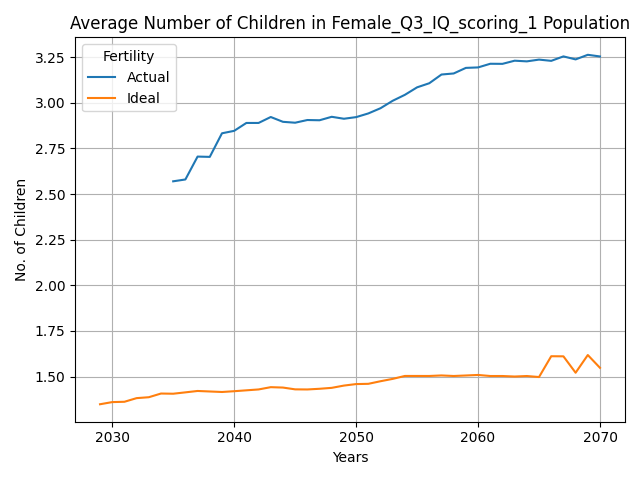 Average Number of Children in Female_Q3_IQ_scoring_1 Population
Fertility
Actual
Ideal
No. of Children
3.25
3.00
2.75
2.50
2.25
2.00
1.75
1.50
2030 2040 2050 2060 2070
Years